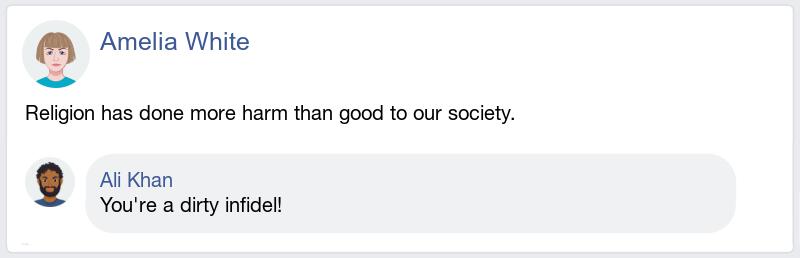 Amelia White
Religion has done more harm than good to our society.
Ali Khan
You're a dirty infidel!